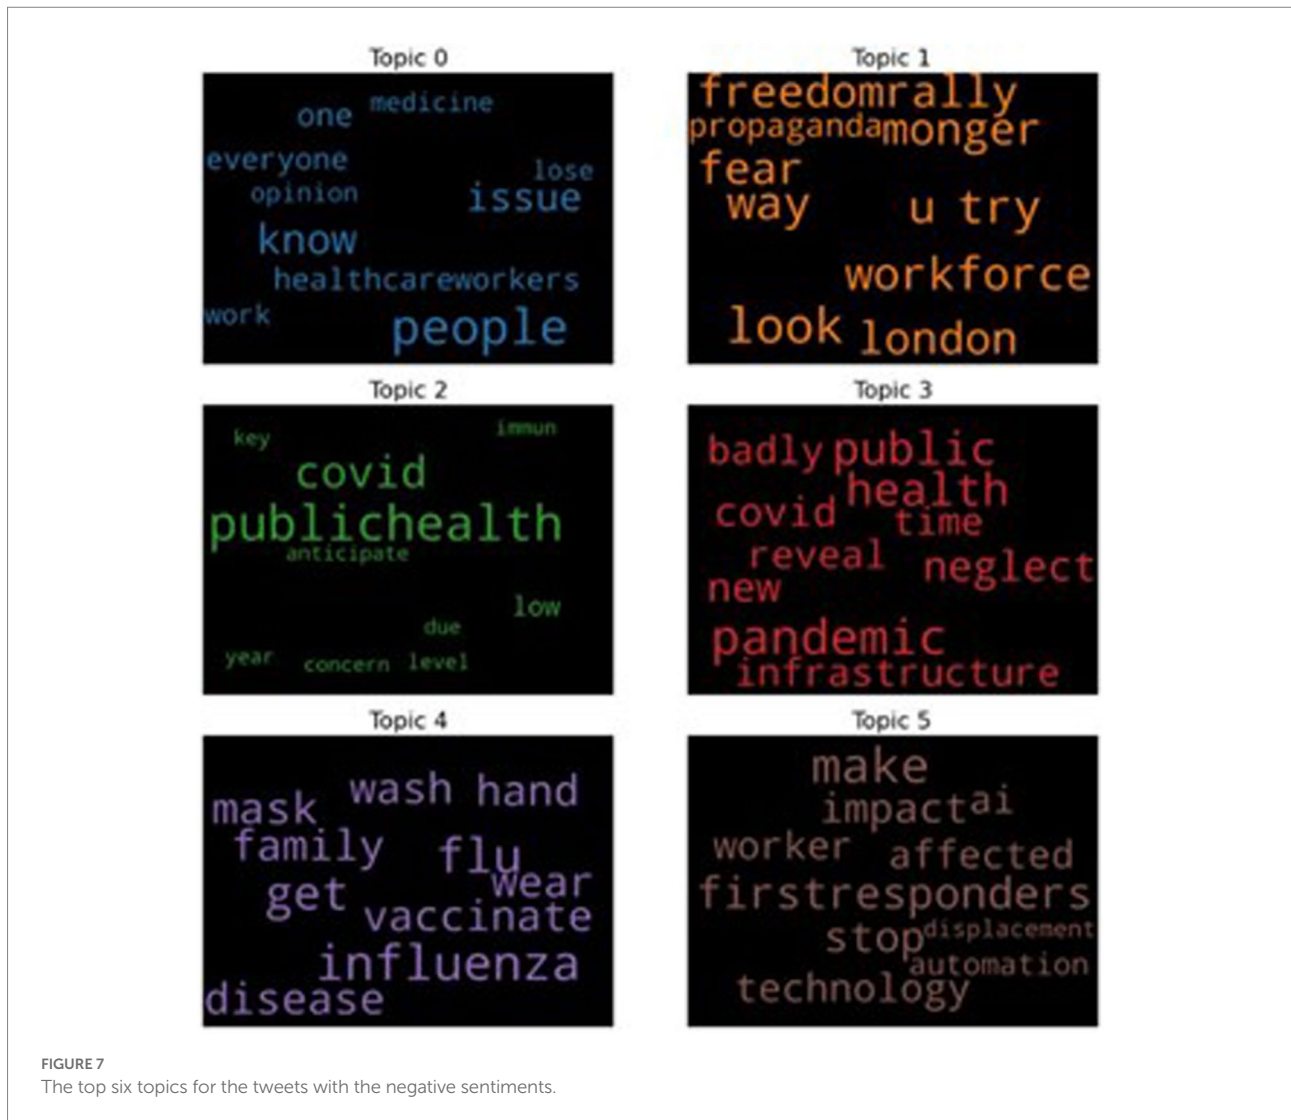 Topic 0
one medicine
everyone
lose
opinion
issue
know
healthcareworkers
work
people
Topic 1
freedomrally
propaganda monger
fear
way
u try
workforce
look london
Topic 2
key
immun
covid
publichealth
anticipate
low
due
year concern level
Topic 3
badly public
health
covid
time
reveal
neglect
new
pandemic
infrastructure
Topic 4
wash hand
mask
family
flu
wear
get
vaccinate
influenza
disease
Topic 5
make
impact ai
worker
affected
firstresponders
stop displacement
automation
technology
FIGURE 7
The top six topics for the tweets with the negative sentiments.